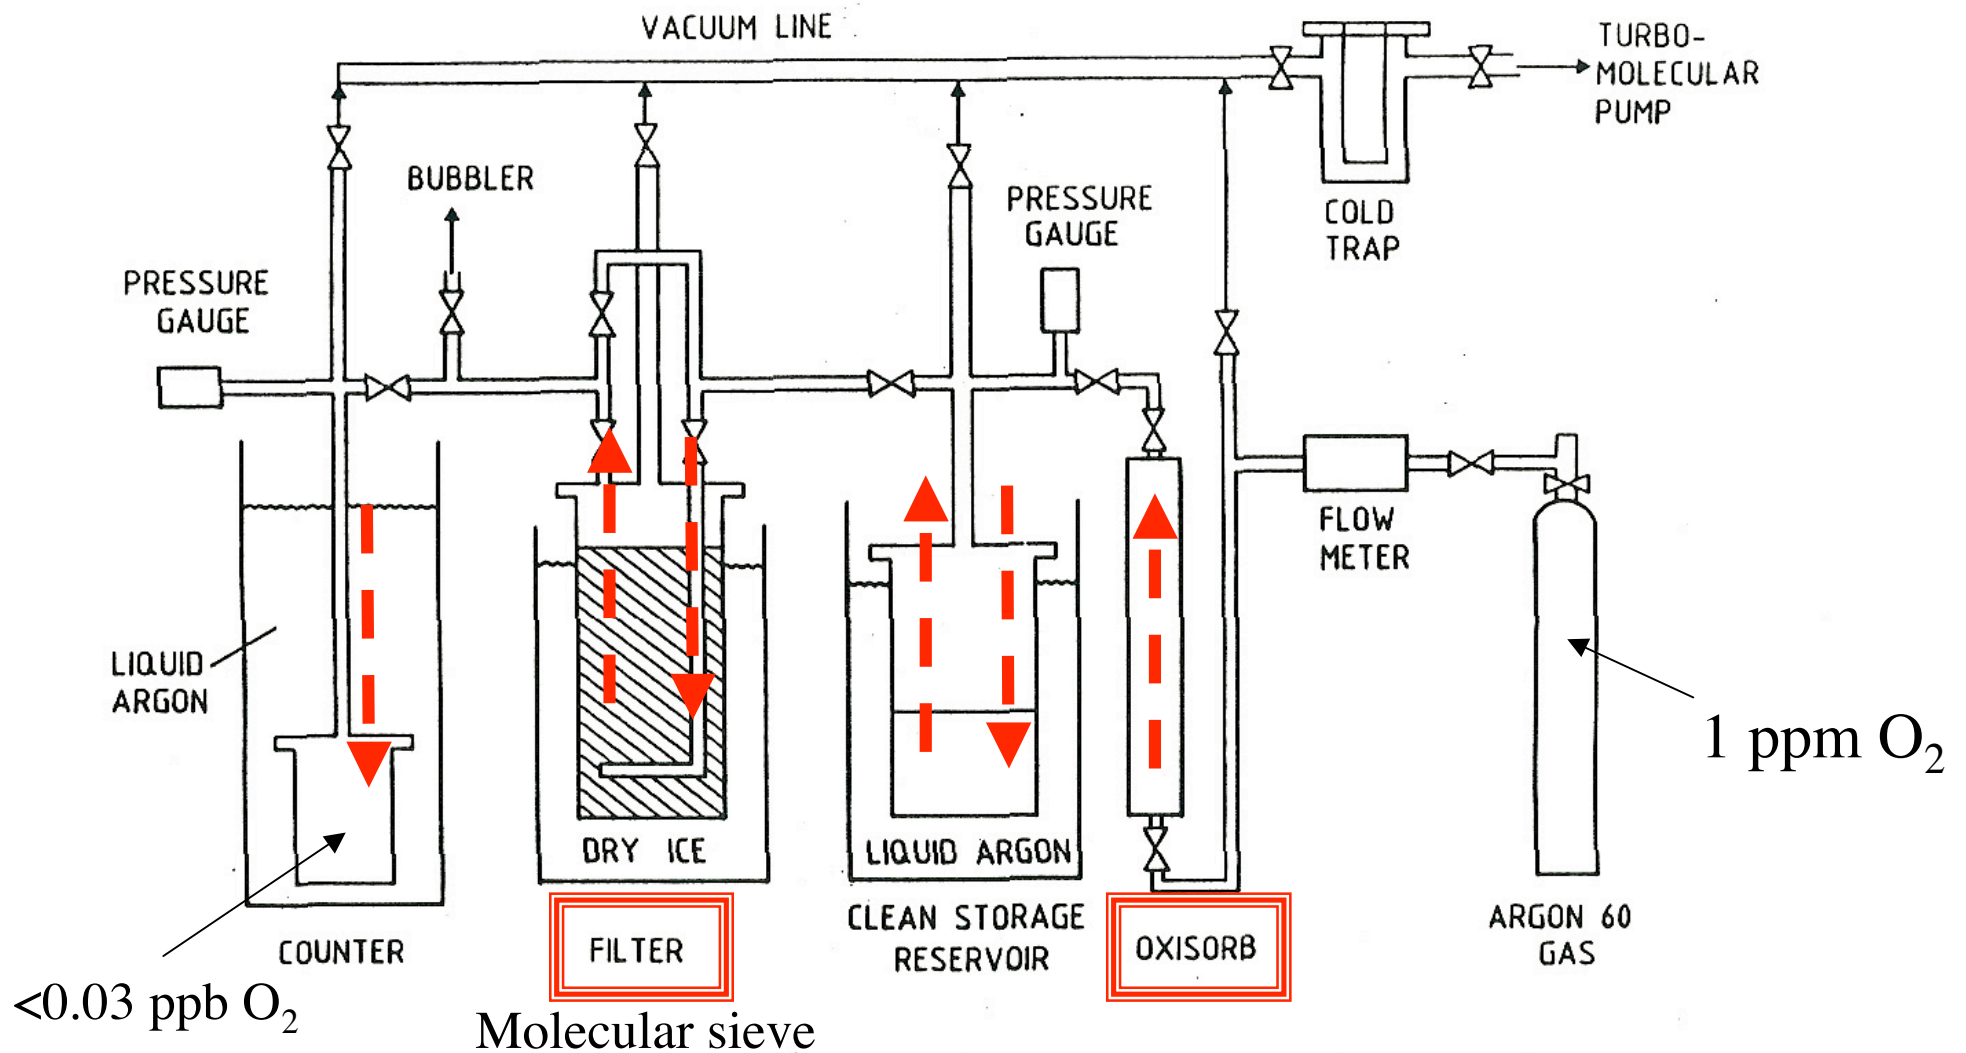 VACUUM LINE
TURBO-
MOLECULAR
PUMP
BUBBLER
PRESSURE
GAUGE
COLD
TRAP
PRESSURE
GAUGE
FLOW
METER
LIQUID
ARGON
1 ppm O₂
DRY ICE
LIQUID ARGON
COUNTER
FILTER
CLEAN STORAGE
RESERVOIR
OXISORB
ARGON 60
GAS
<0.03 ppb O₂
Molecular sieve